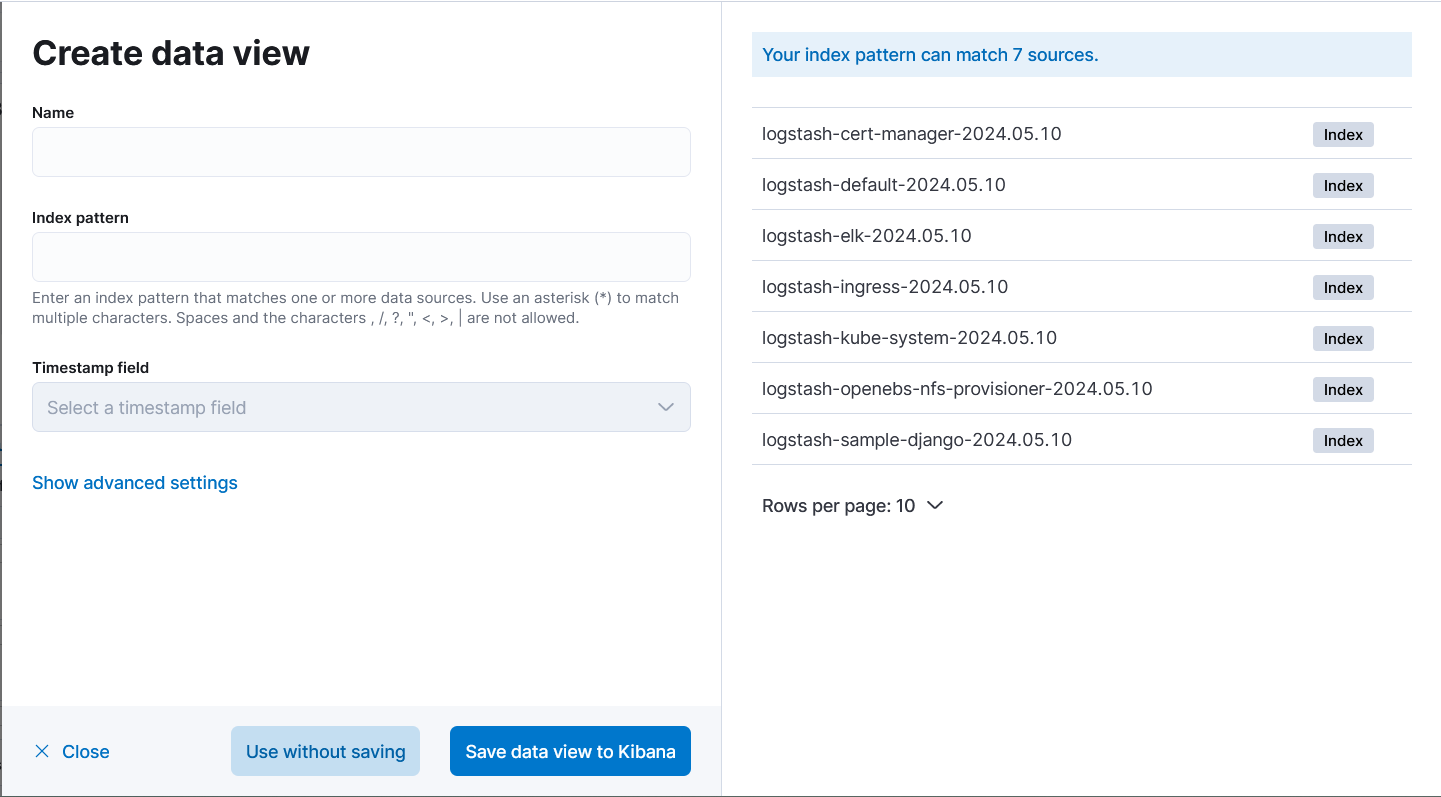 Create data view
Name
Index pattern
Enter an index pattern that matches one or more data sources. Use an asterisk (*) to match
multiple characters. Spaces and the characters , /, ?, ", <, >, | are not allowed.
Timestamp field
Select a timestamp field
Show advanced settings
Close
Use without saving
Save data view to Kibana
Your index pattern can match 7 sources.
logstash-cert-manager-2024.05.10 Index
logstash-default-2024.05.10 Index
logstash-elk-2024.05.10 Index
logstash-ingress-2024.05.10 Index
logstash-kube-system-2024.05.10 Index
logstash-openebs-nfs-provisioner-2024.05.10 Index
logstash-sample-django-2024.05.10 Index
Rows per page: 10